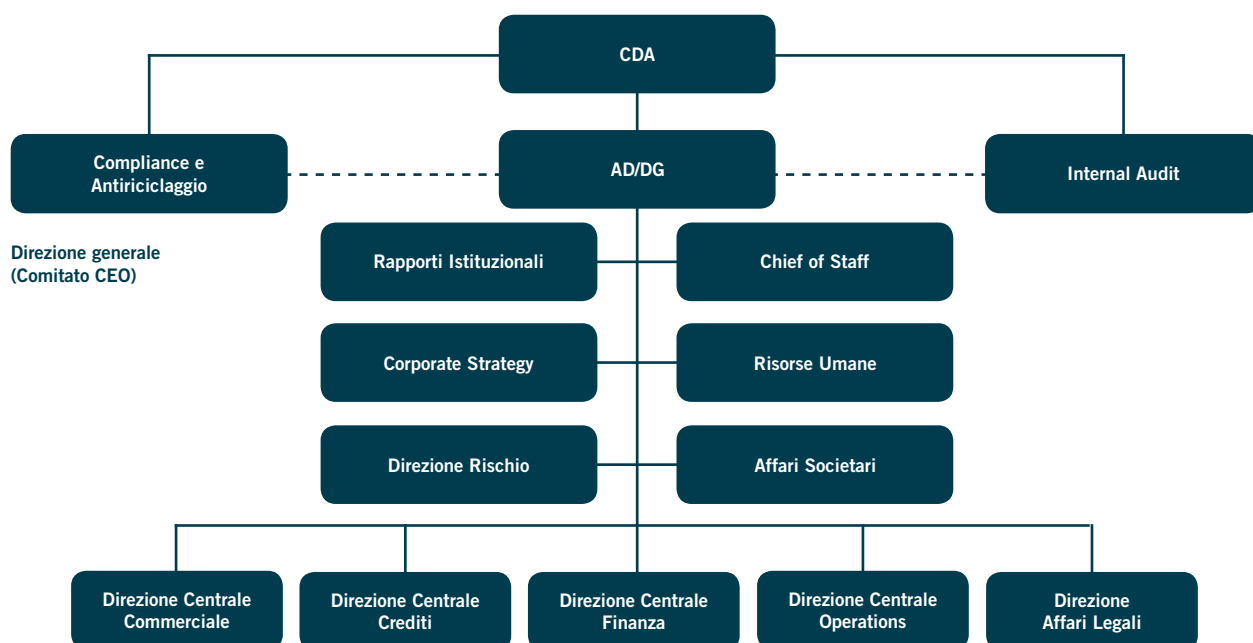 CDA
Compliance e
Antiriciclaggio
AD/DG
Internal Audit
Direzione generale
(Comitato CEO)
Rapporti Istituzionali
Chief of Staff
Corporate Strategy
Risorse Umane
Direzione Rischio
Affari Societari
Direzione Centrale
Commerciale
Direzione Centrale
Crediti
Direzione Centrale
Finanza
Direzione Centrale
Operations
Direzione
Affari Legali